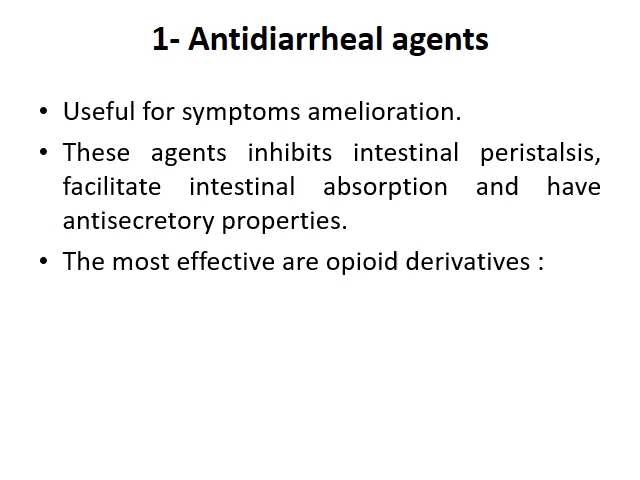 1- Antidiarrheal agents
• Useful for symptoms amelioration.
• These agents inhibits intestinal peristalsis,
facilitate intestinal absorption and have
antisecretory properties.
• The most effective are opioid derivatives :